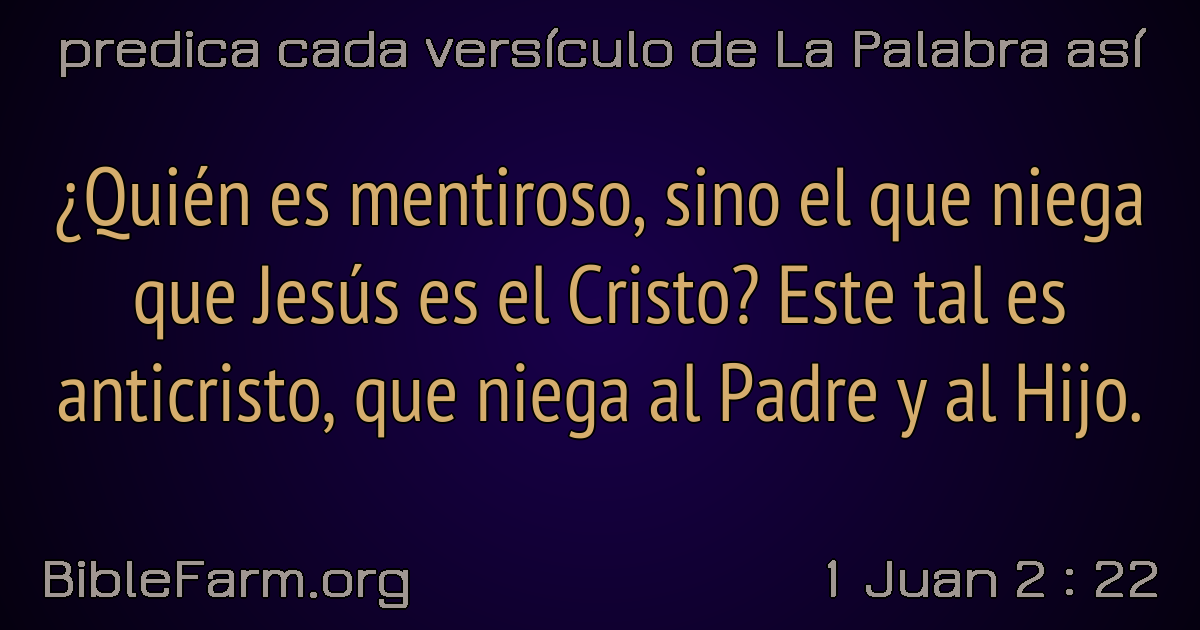 predica cada versículo de La Palabra así
¿Quién es mentiroso, sino el que niega
que Jesús es el Cristo? Este tal es
anticristo, que niega al Padre y al Hijo.
BibleFarm.org
1 Juan 2 : 22